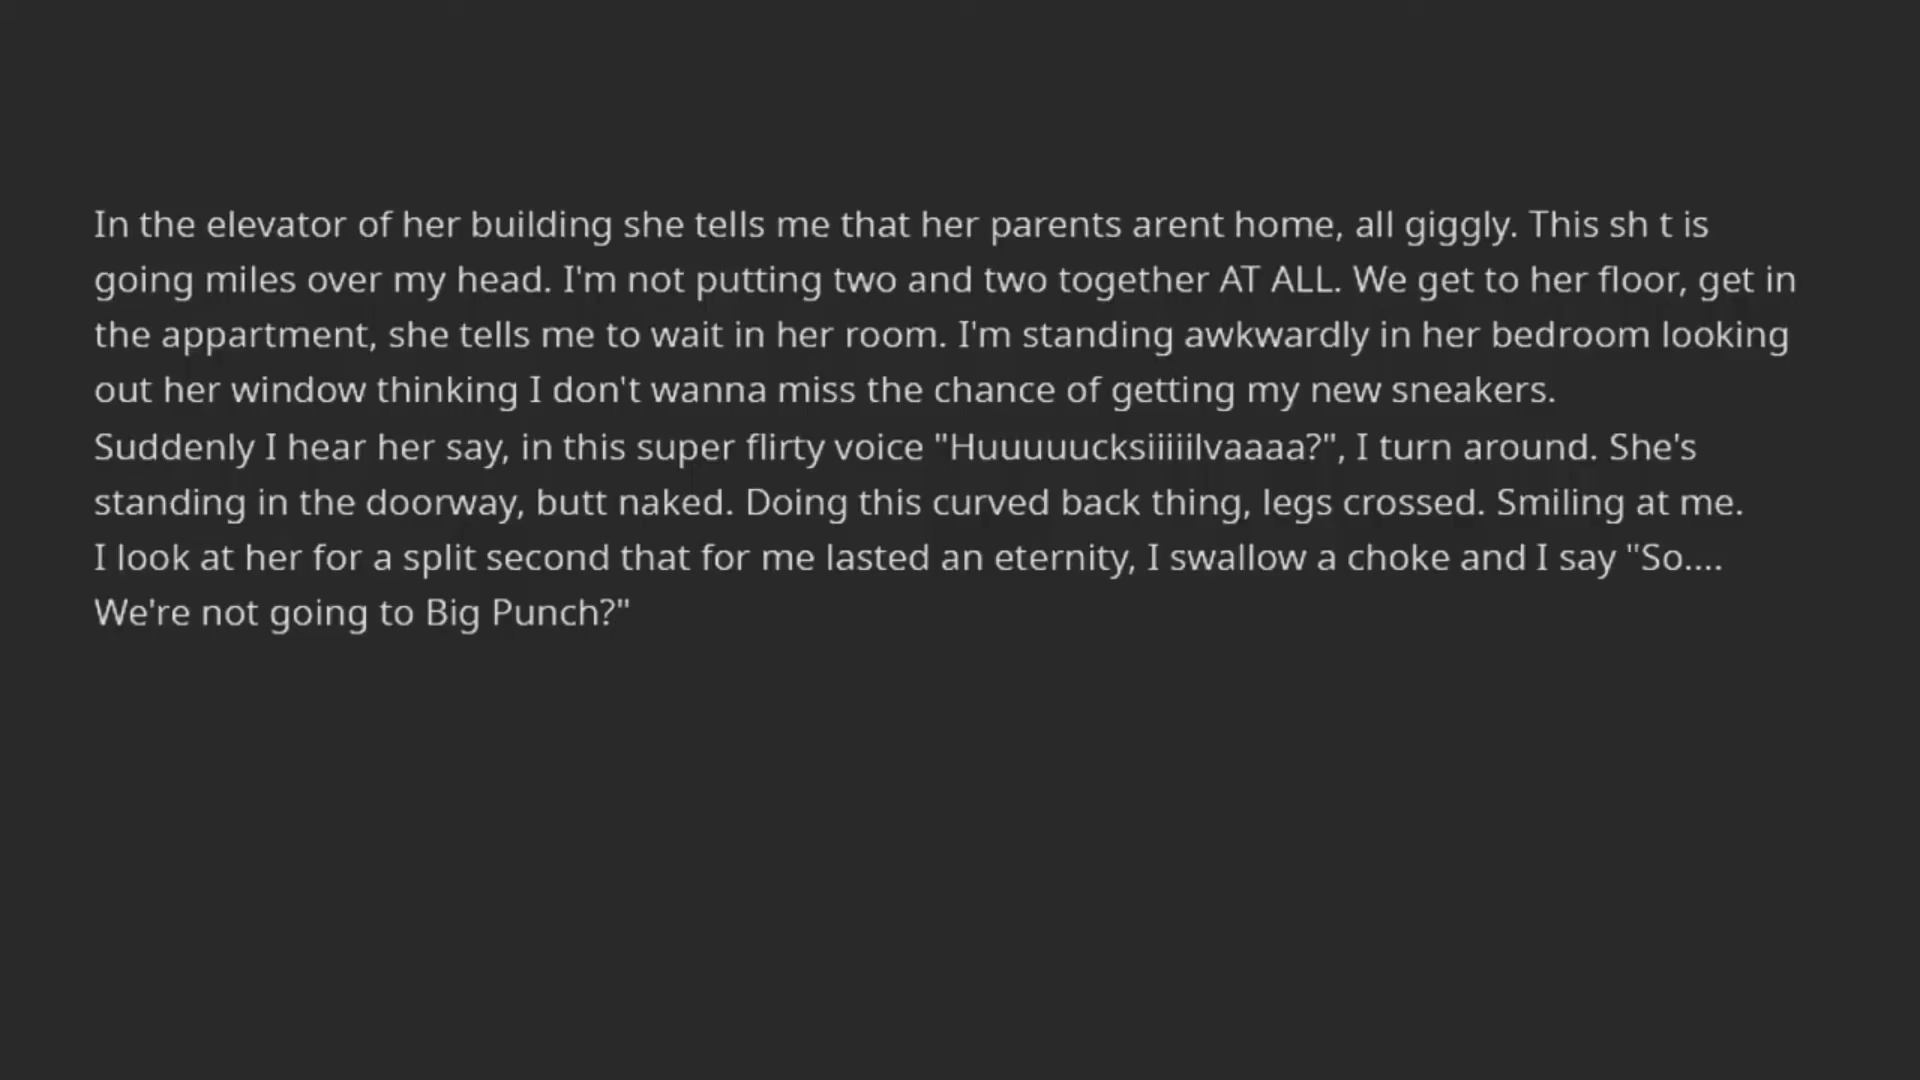 In the elevator of her building she tells me that her parents arent home, all giggly. This sh t is
going miles over my head. I'm not putting two and two together AT ALL. We get to her floor, get in
the appartment, she tells me to wait in her room. I'm standing awkwardly in her bedroom looking
out her window thinking I don't wanna miss the chance of getting my new sneakers.
Suddenly I hear her say, in this super flirty voice "Huuuuucksiiiiilvaaaa?", I turn around. She's
standing in the doorway, butt naked. Doing this curved back thing, legs crossed. Smiling at me.
I look at her for a split second that for me lasted an eternity, I swallow a choke and I say "So....
We're not going to Big Punch?"